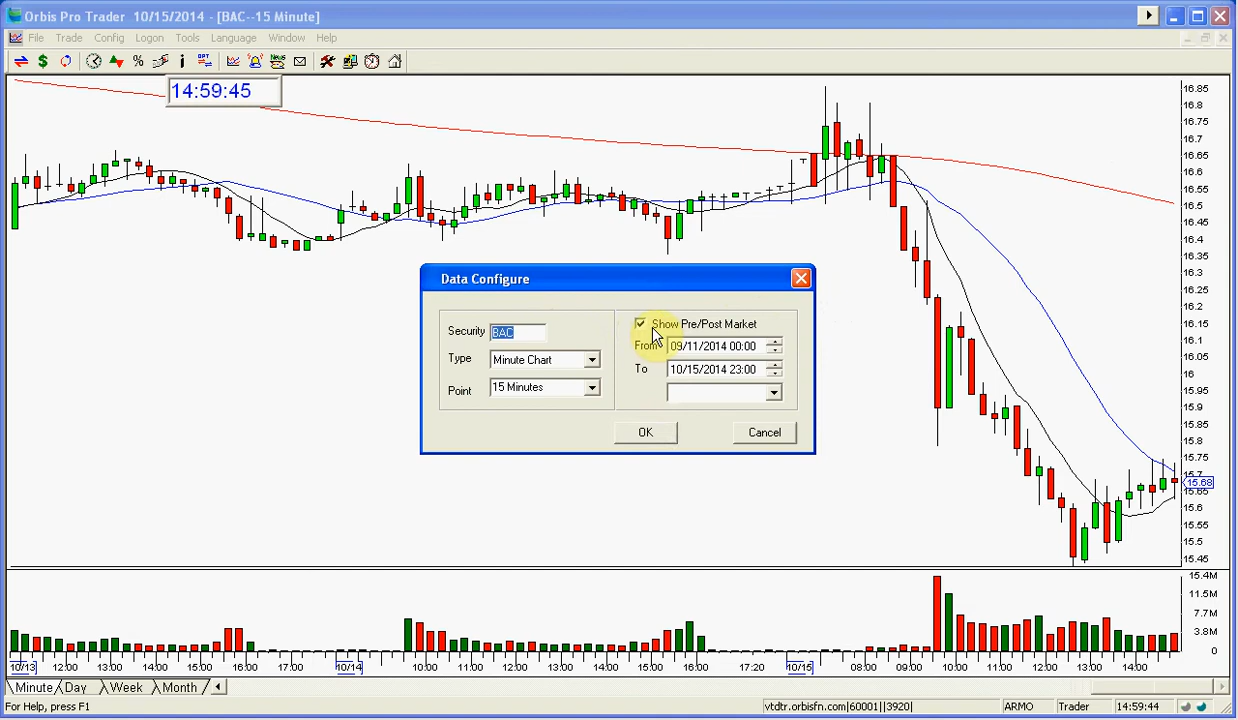 Orbis Pro Trader 10/15/2014 - [BAC--15 Minute]
File Trade Config Logon Tools Language Window Help
OPT News
14:59:45
16.85
16.8
16.75
16.7
16.65
16.6
16.55
16.5
16.45
16.4
16.35
16.3
16.25
16.2
16.15
16.1
16.05
16
15.95
15.9
15.85
15.8
15.75
15.7
15.68
15.65
15.6
15.55
15.5
15.45
Data Configure
Security BAC
Show Pre/Post Market
From 09/11/2014 00:00
Type Minute Chart
To 10/15/2014 23:00
Point 15 Minutes
OK Cancel
15.4M
11.5M
7.7M
3.8M
10/13 12:00 13:00 14:00 15:00 16:00 17:00 10/14 10:00 11:00 12:00 13:00 14:00 15:00 16:00 17:20 10/15 08:00 09:00 10:00 11:00 12:00 13:00 14:00
Minute Day Week Month
For Help, press F1 vtdtr.orbisfn.com|60001||3920| ARMO Trader 14:59:44